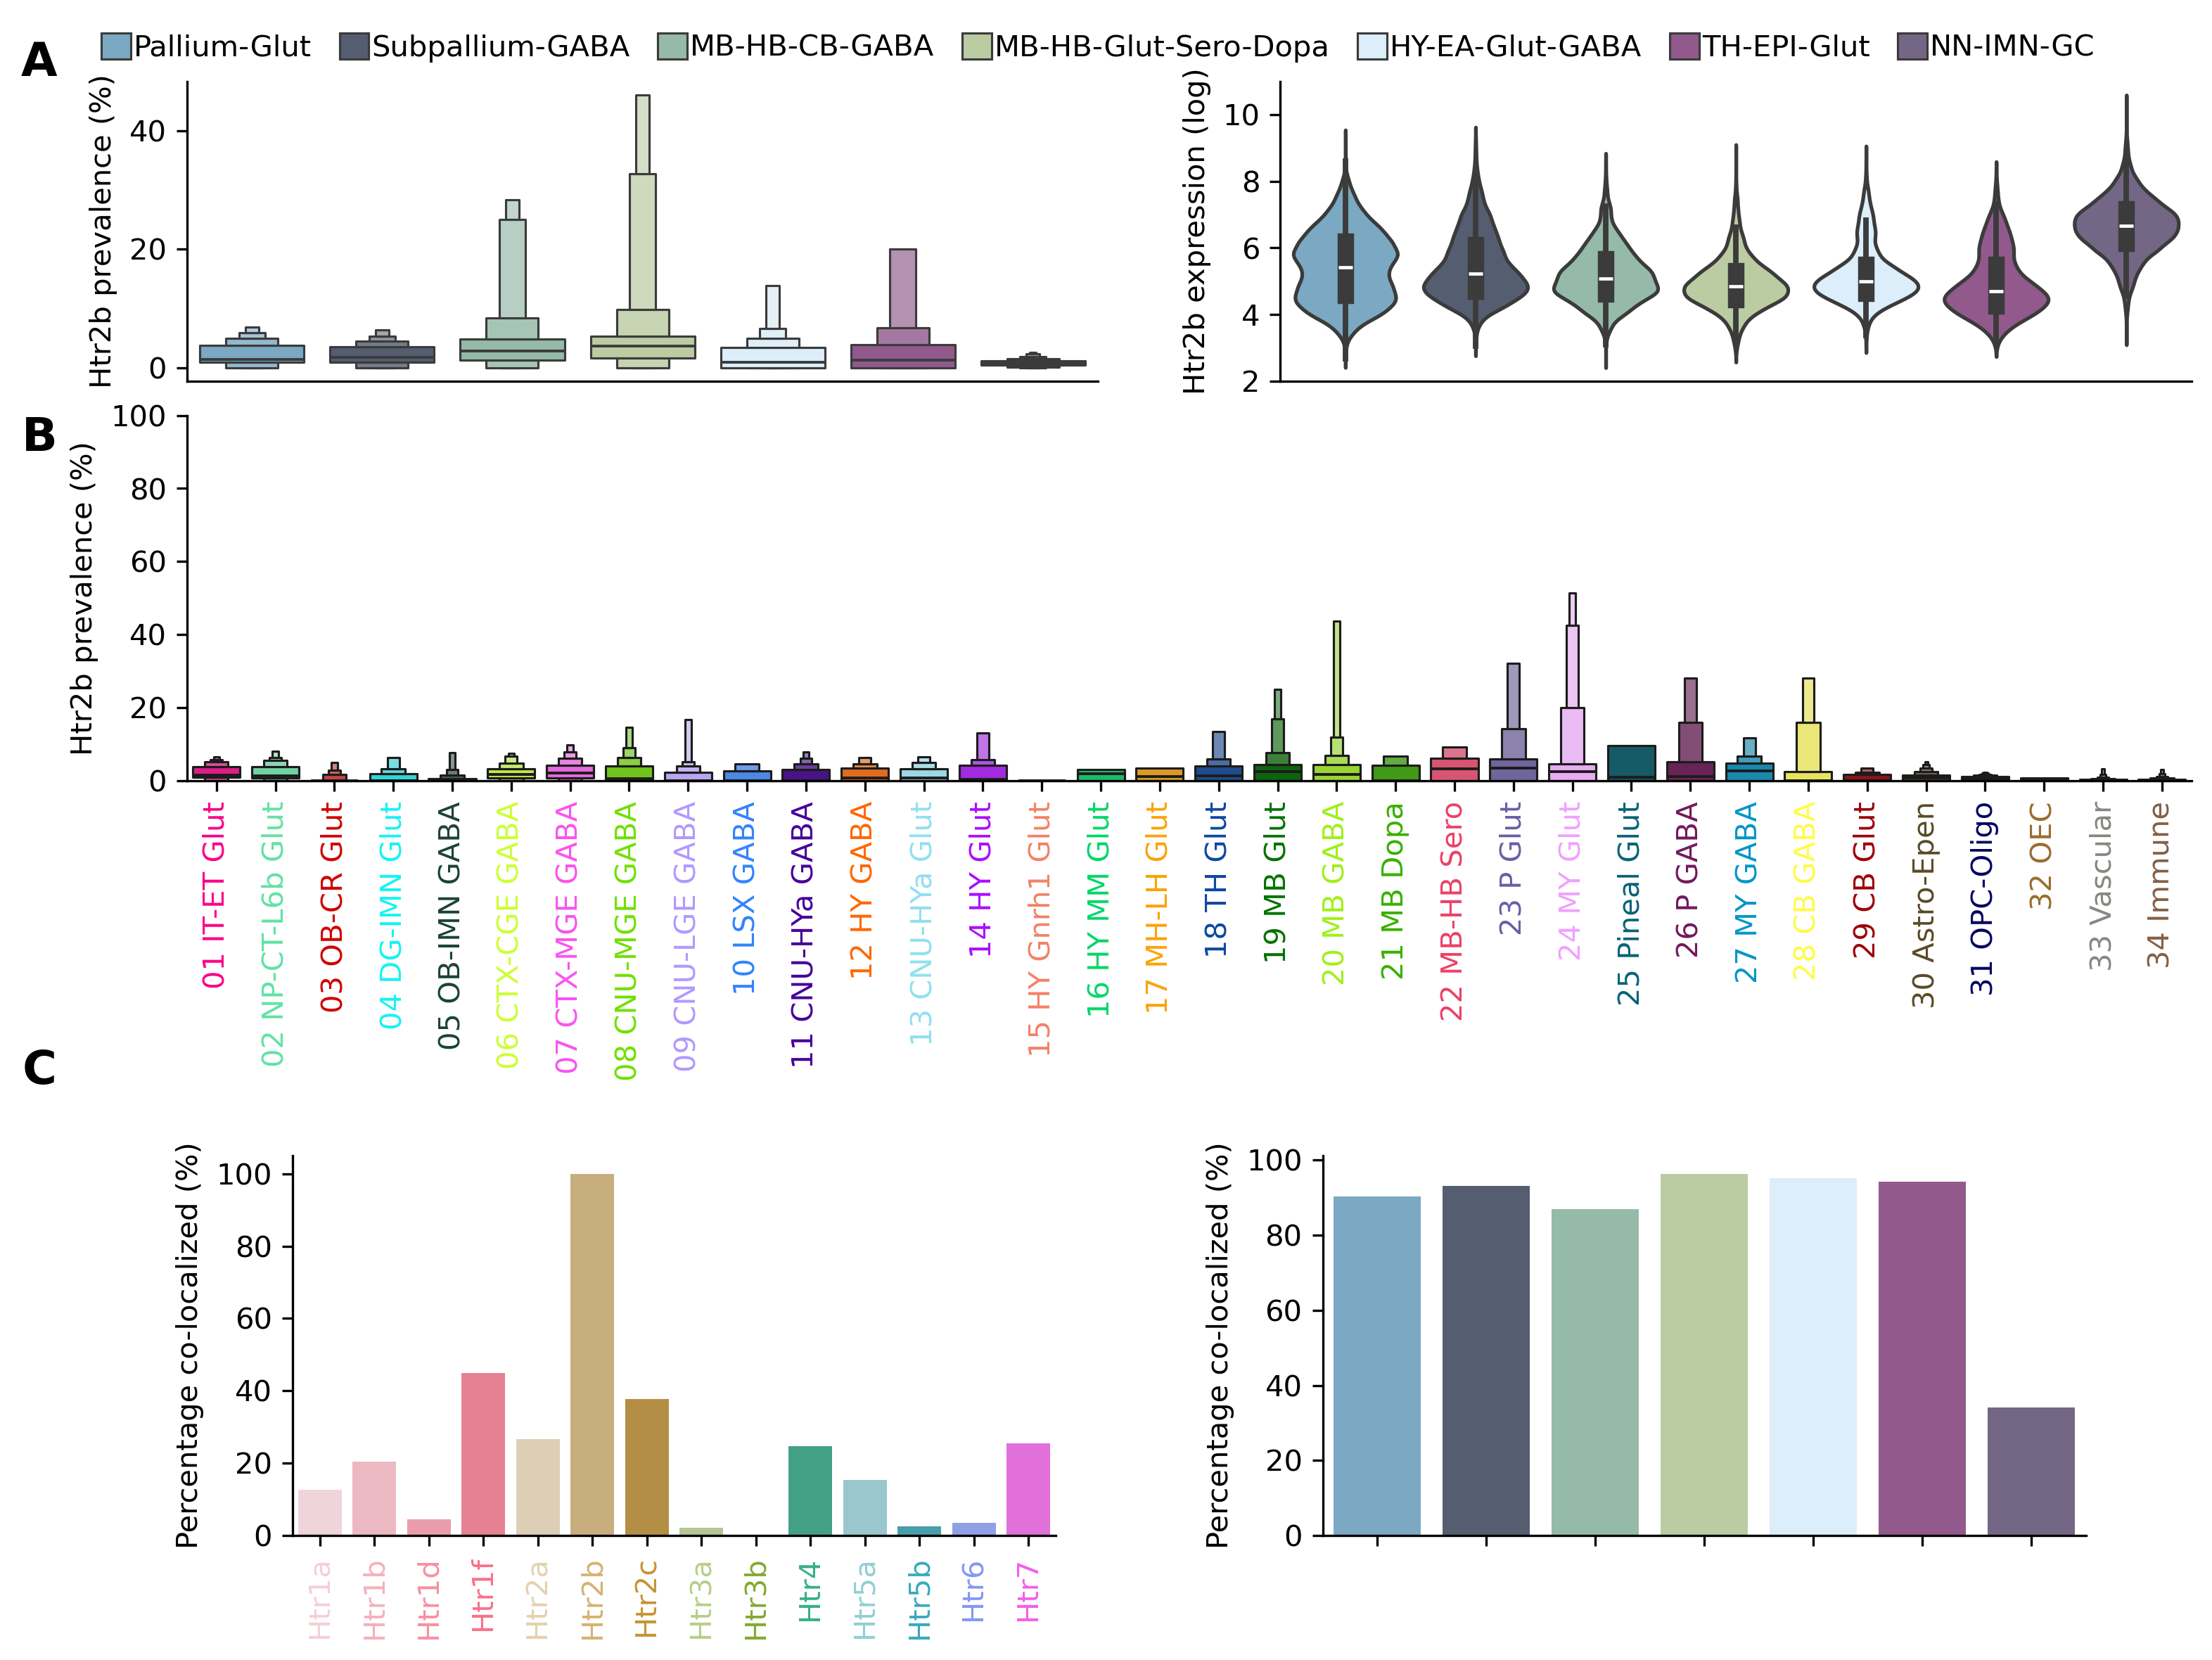 A
Pallium-Glut Subpallium-GABA MB-HB-CB-GABA MB-HB-Glut-Sero-Dopa HY-EA-Glut-GABA TH-EPI-Glut NN-IMN-GC
Htr2b prevalence (%)
40
20
0
Htr2b expression (log)
10
8
6
4
2
B
Htr2b prevalence (%)
100
80
60
40
20
0
01 IT-ET Glut
02 NP-CT-L6b Glut
03 OB-CR Glut
04 DG-IMN Glut
05 OB-IMN GABA
06 CTX-CGE GABA
07 CTX-MGE GABA
08 CNU-MGE GABA
09 CNU-LGE GABA
10 LSX GABA
11 CNU-HYa GABA
12 HY GABA
13 CNU-HYa Glut
14 HY Glut
15 HY Gnrh1 Glut
16 HY MM Glut
17 MH-LH Glut
18 TH Glut
19 MB Glut
20 MB GABA
21 MB Dopa
22 MB-HB Sero
23 P Glut
24 MY Glut
25 Pineal Glut
26 P GABA
27 MY GABA
28 CB GABA
29 CB Glut
30 Astro-Epen
31 OPC-Oligo
32 OEC
33 Vascular
34 Immune
C
Percentage co-localized (%)
100
80
60
40
20
0
Htr1a
Htr1b
Htr1d
Htr1f
Htr2a
Htr2b
Htr2c
Htr3a
Htr3b
Htr4
Htr5a
Htr5b
Htr6
Htr7
Percentage co-localized (%)
100
80
60
40
20
0